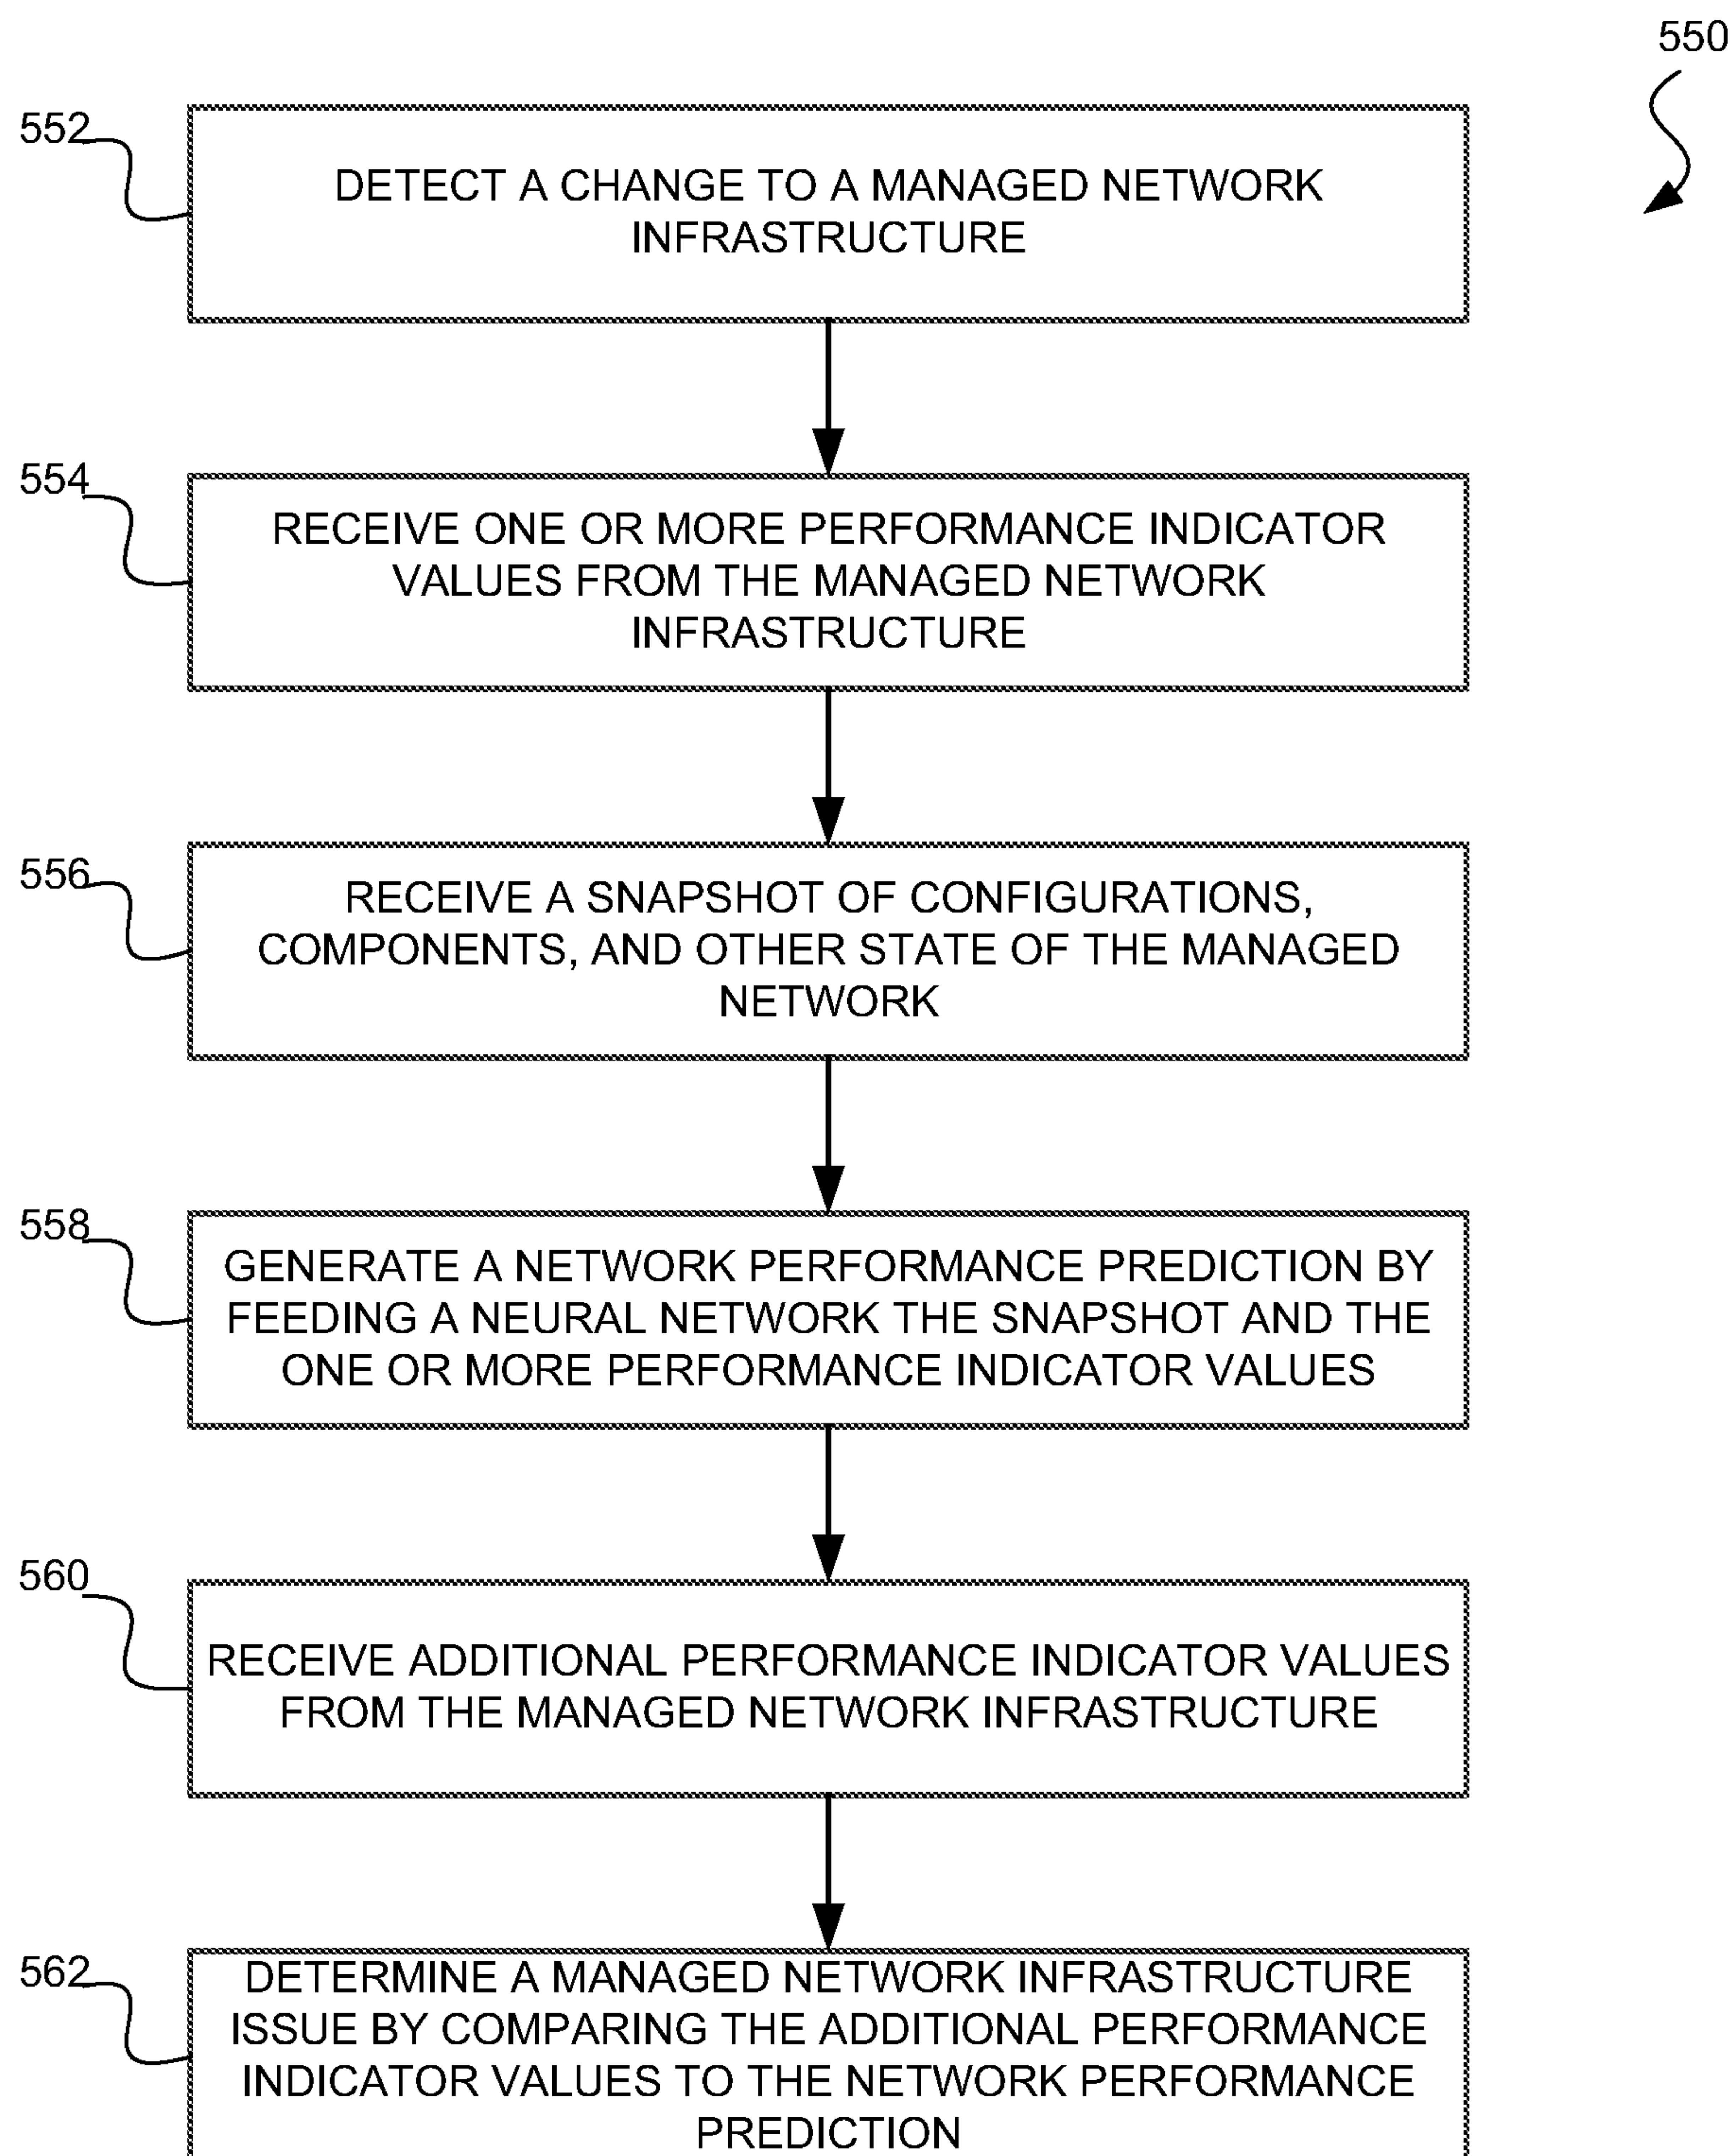 550
552
DETECT A CHANGE TO A MANAGED NETWORK
INFRASTRUCTURE
554
RECEIVE ONE OR MORE PERFORMANCE INDICATOR
VALUES FROM THE MANAGED NETWORK
INFRASTRUCTURE
556
RECEIVE A SNAPSHOT OF CONFIGURATIONS,
COMPONENTS, AND OTHER STATE OF THE MANAGED
NETWORK
558
GENERATE A NETWORK PERFORMANCE PREDICTION BY
FEEDING A NEURAL NETWORK THE SNAPSHOT AND THE
ONE OR MORE PERFORMANCE INDICATOR VALUES
560
RECEIVE ADDITIONAL PERFORMANCE INDICATOR VALUES
FROM THE MANAGED NETWORK INFRASTRUCTURE
562
DETERMINE A MANAGED NETWORK INFRASTRUCTURE
ISSUE BY COMPARING THE ADDITIONAL PERFORMANCE
INDICATOR VALUES TO THE NETWORK PERFORMANCE
PREDICTION